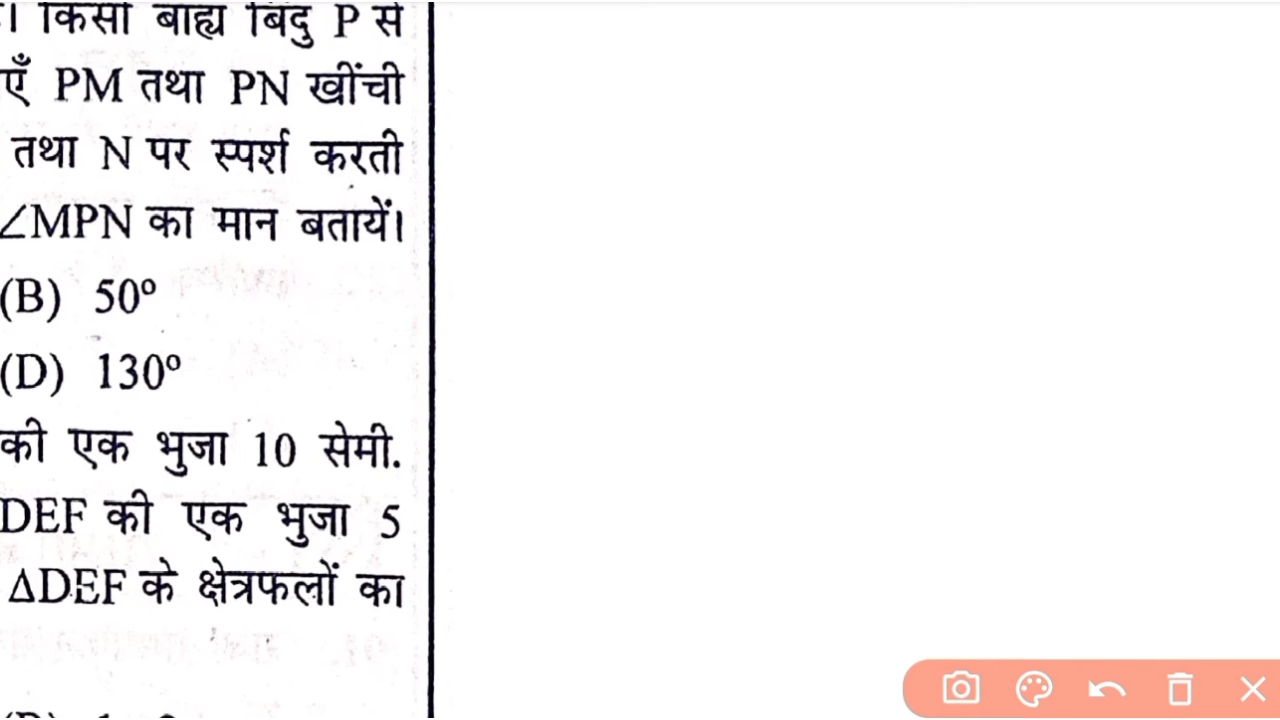 । किसी बाह्य बिंदु P से
एँ PM तथा PN खींची
तथा N पर स्पर्श करती
∠MPN का मान बतायें।
(B) 50°
(D) 130°
की एक भुजा 10 सेमी.
DEF की एक भुजा 5
ΔDEF के क्षेत्रफलों का